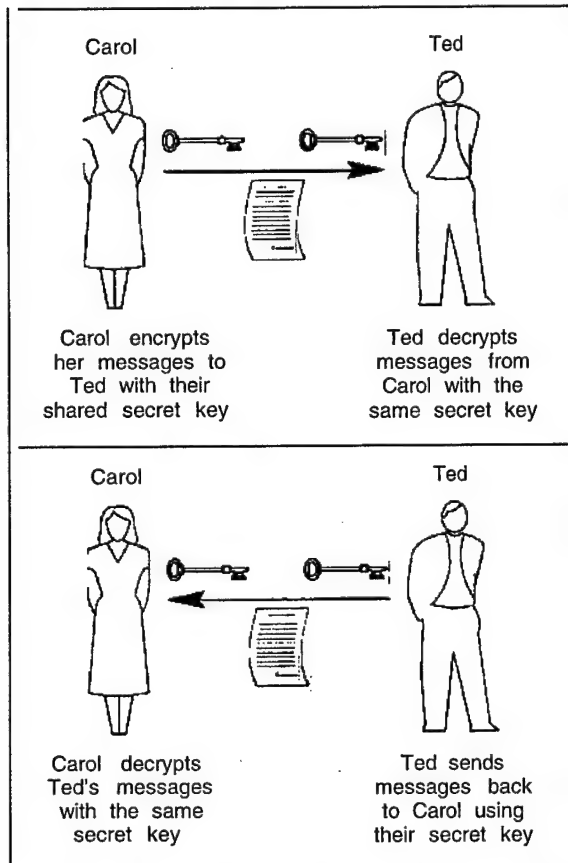 Carol
Ted
Carol encrypts
her messages to
Ted with their
shared secret key
Ted decrypts
messages from
Carol with the
same secret key
Carol
Ted
Carol decrypts
Ted's messages
with the same
secret key
Ted sends
messages back
to Carol using
their secret key